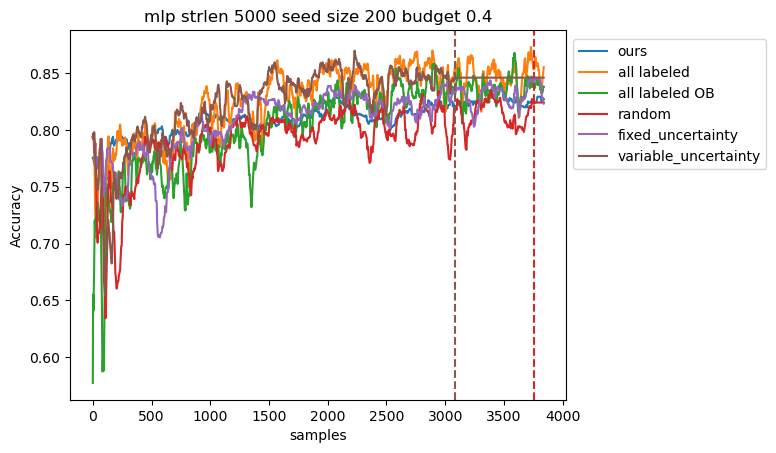 mlp strlen 5000 seed size 200 budget 0.4
ours
all labeled
all labeled OB
random
fixed_uncertainty
variable_uncertainty
Accuracy
0.85
0.80
0.75
0.70
0.65
0.60
0
500
1000
1500
2000
2500
3000
3500
4000
samples